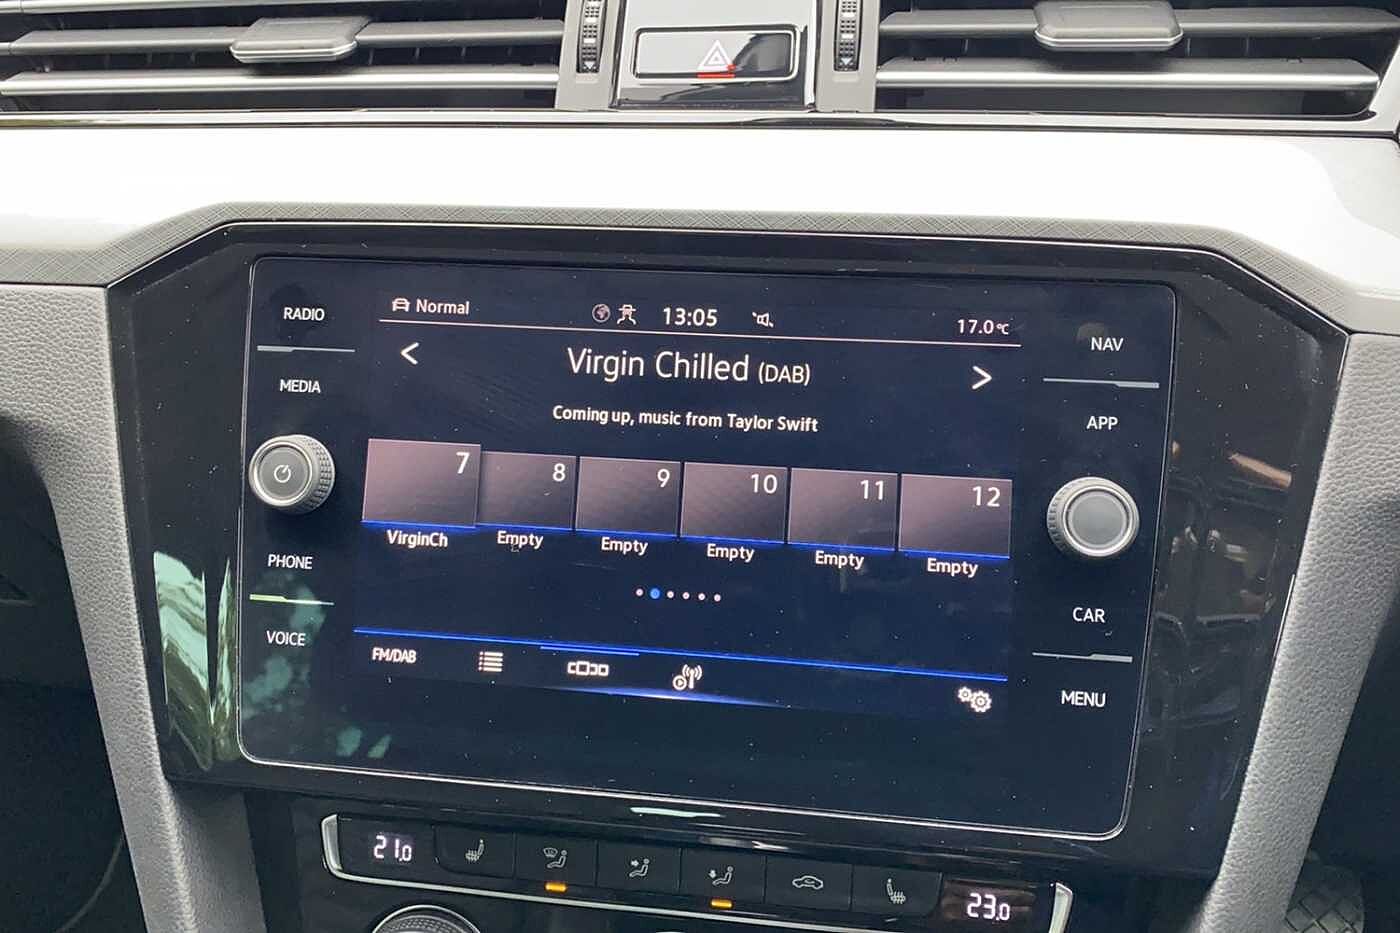 RADIO
MEDIA
PHONE
VOICE
Normal
13:05
17.0°C
Virgin Chilled (DAB)
Coming up, music from Taylor Swift
7
8
9
10
11
12
VirginCh
Empty
Empty
Empty
Empty
Empty
FM/DAB
NAV
APP
CAR
MENU
21.0
23.0